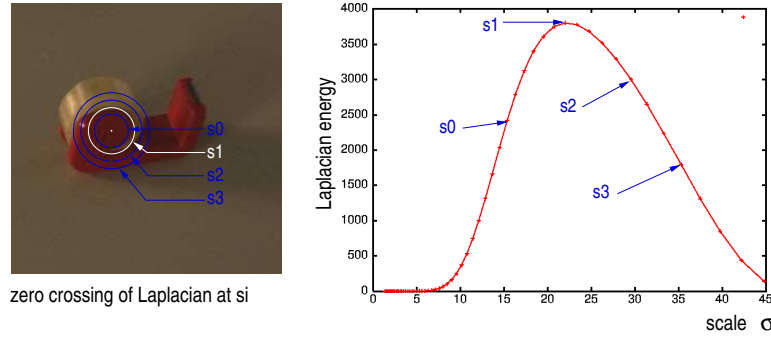 s0
s1
s2
s3
zero crossing of Laplacian at si
4000
3500
3000
2500
2000
1500
1000
500
0
Laplacian energy
s1
s2
s0
s3
0 5 10 15 20 25 30 35 40 45
scale σ